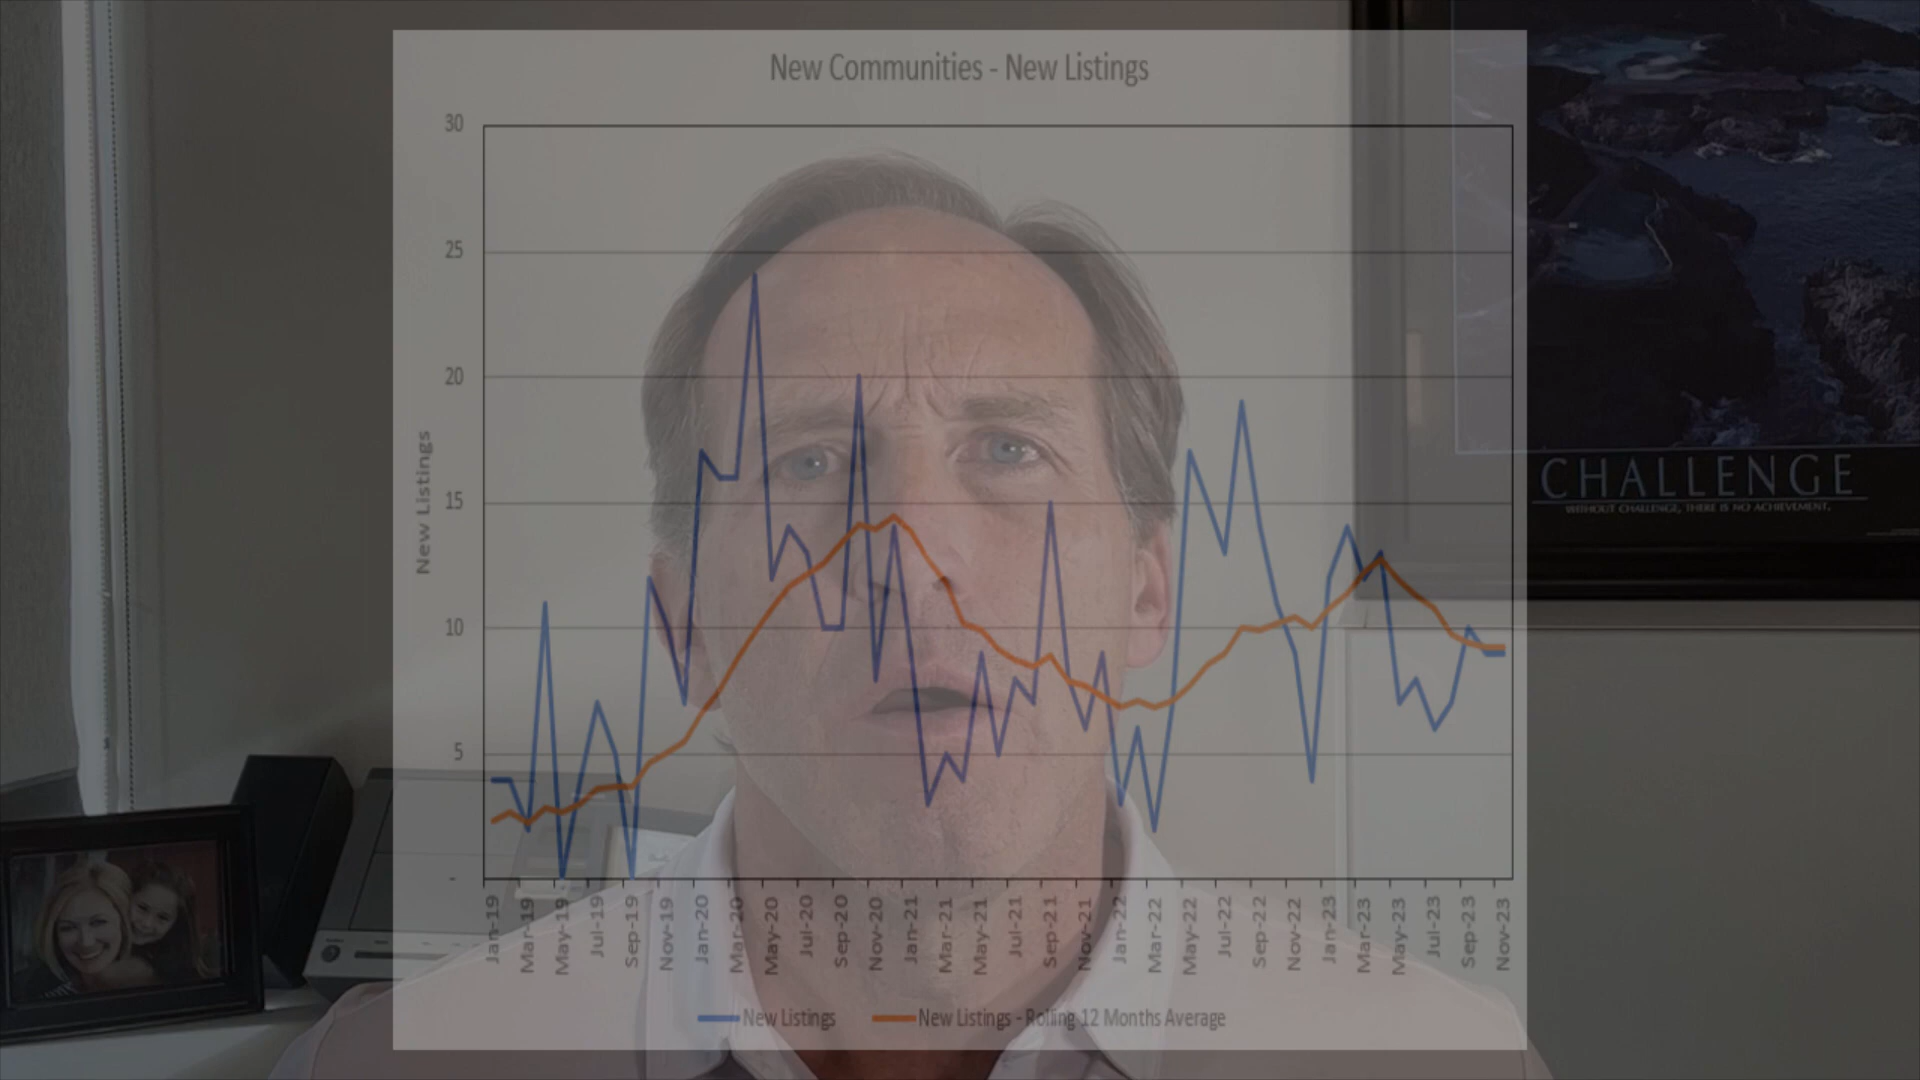 New Communities - New Listings
30
25
20
15
10
5
-
New Listings
Jan-19
Mar-19
May-19
Jul-19
Sep-19
Nov-19
Jan-20
Mar-20
May-20
Jul-20
Sep-20
Nov-20
Jan-21
Mar-21
May-21
Jul-21
Sep-21
Nov-21
Jan-22
Mar-22
May-22
Jul-22
Sep-22
Nov-22
Jan-23
Mar-23
May-23
Jul-23
Sep-23
Nov-23
New Listings
New Listings - Rolling 12 Months Average
CHALLENGE
WITHOUT CHALLENGE, THERE IS NO ACHIEVEMENT.